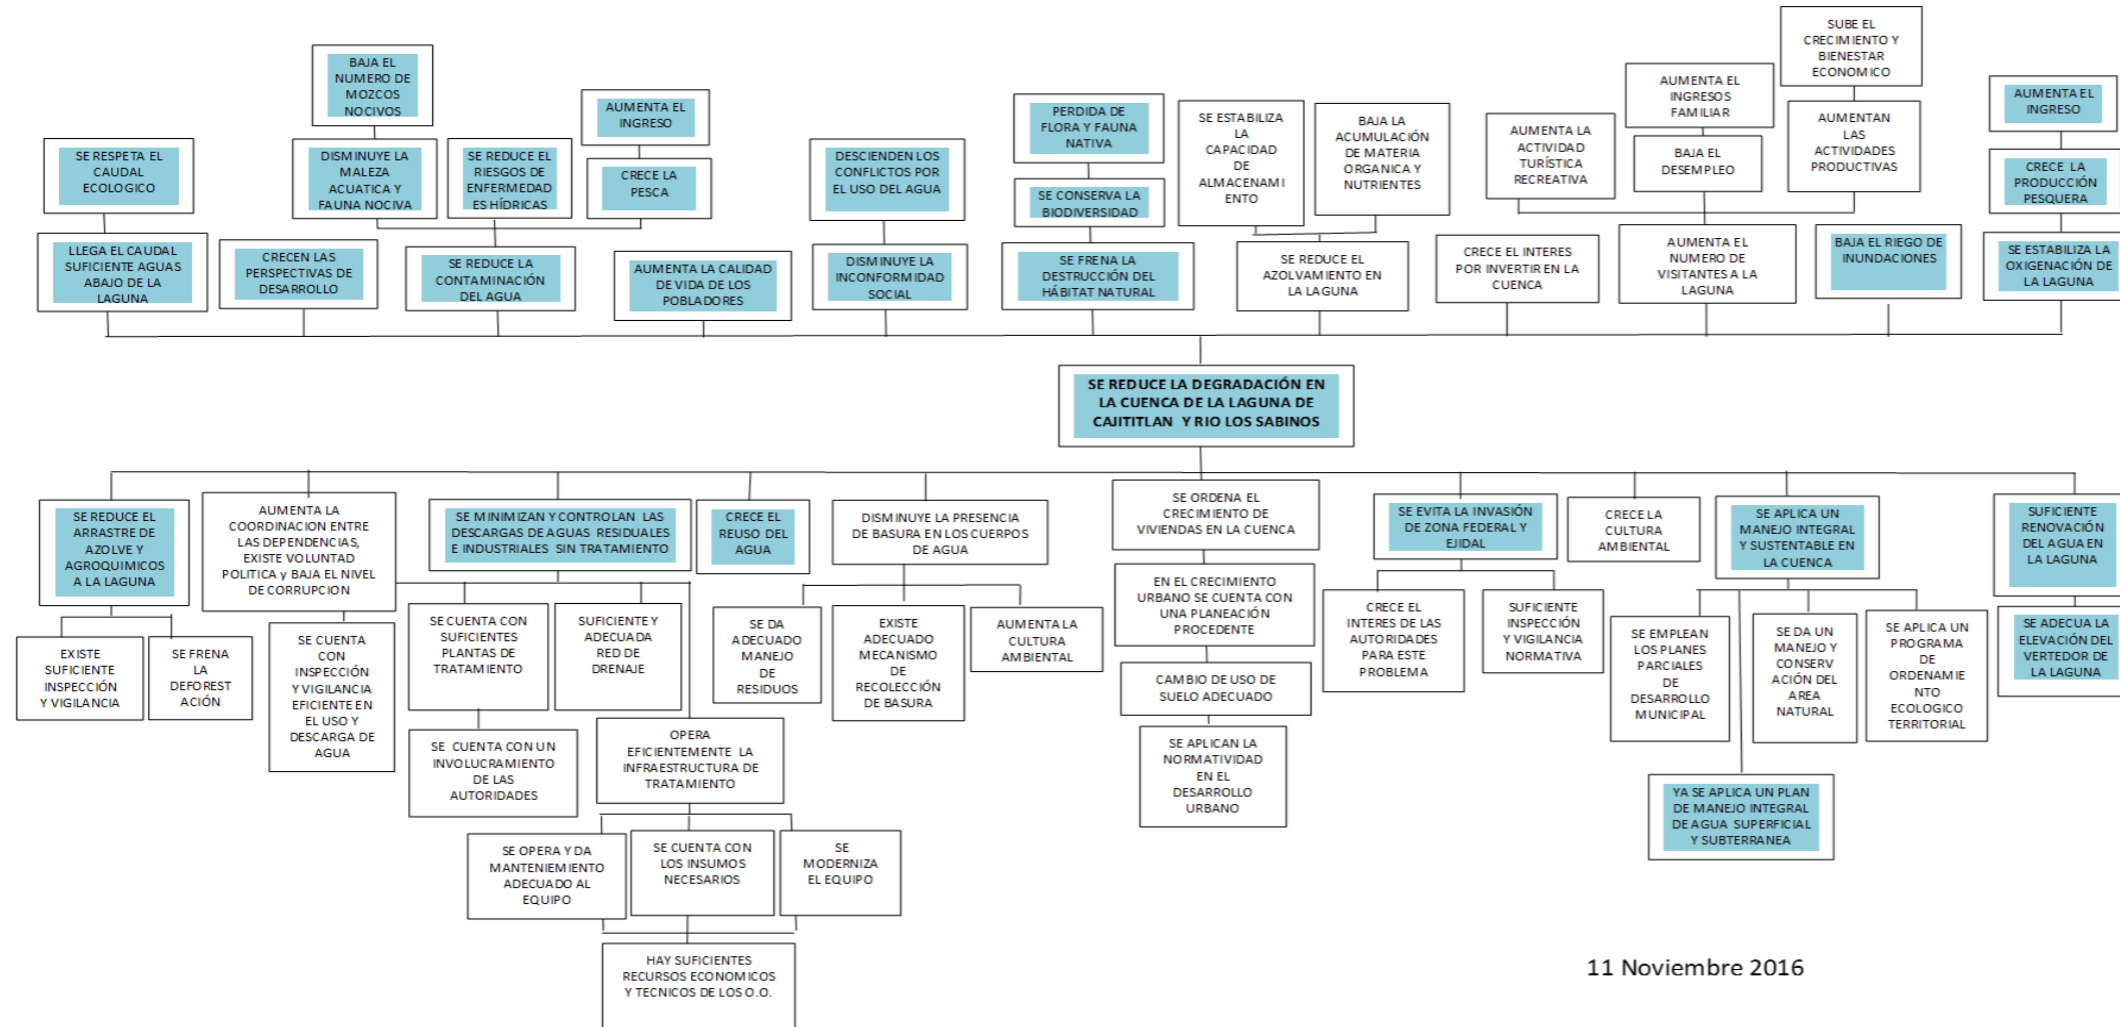 SUBE EL
CRECIMIENTO Y
BIENESTAR
ECONOMICO
BAJA EL
NUMERO DE
MOZCOS
NOCIVOS
AUMENTA EL
INGRESO
PERDIDA DE
FLORA Y FAUNA
NATIVA
SE ESTABILIZA
LA
CAPACIDAD
DE
ALMACENAMI
ENTO
BAJA LA
ACUMULACIÓN
DE MATERIA
ORGANICA Y
NUTRIENTES
AUMENTA LA
ACTIVIDAD
TURÍSTICA
RECREATIVA
AUMENTA EL
INGRESOS
FAMILIAR
AUMENTAN
LAS
ACTIVIDADES
PRODUCTIVAS
AUMENTA EL
INGRESO
SE RESPETA EL
CAUDAL
ECOLOGICO
DISMINUYE LA
MALEZA
ACUATICA Y
FAUNA NOCIVA
SE REDUCE EL
RIESGOS DE
ENFERMEDAD
ES HÍDRICAS
CRECE LA
PESCA
DESCIENDEN LOS
CONFLICTOS POR
EL USO DEL AGUA
SE CONSERVA LA
BIODIVERSIDAD
BAJA EL
DESEMPLEO
CRECE LA
PRODUCCIÓN
PESQUERA
LLEGA EL CAUDAL
SUFICIENTE AGUAS
ABAJO DE LA
LAGUNA
CRECEN LAS
PERSPECTIVAS DE
DESARROLLO
SE REDUCE LA
CONTAMINACIÓN
DEL AGUA
AUMENTA LA CALIDAD
DE VIDA DE LOS
POBLADORES
DISMINUYE LA
INCONFORMIDAD
SOCIAL
SE FRENA LA
DESTRUCCIÓN DEL
HÁBITAT NATURAL
SE REDUCE EL
AZOLVAMIENTO EN
LA LAGUNA
CRECE EL INTERES
POR INVERTIR EN LA
CUENCA
AUMENTA EL
NUMERO DE
VISITANTES A LA
LAGUNA
BAJA EL RIEGO DE
INUNDACIONES
SE ESTABILIZA LA
OXIGENACIÓN DE
LA LAGUNA
SE REDUCE LA DEGRADACIÓN EN
LA CUENCA DE LA LAGUNA DE
CAJITITLAN Y RIO LOS SABINOS
SE REDUCE EL
ARRASTRE DE
AZOLVE Y
AGROQUIMICOS
A LA LAGUNA
AUMENTA LA
COORDINACION ENTRE
LAS DEPENDENCIAS,
EXISTE VOLUNTAD
POLITICA y BAJA EL NIVEL
DE CORRUPCION
SE MINIMIZAN Y CONTROLAN LAS
DESCARGAS DE AGUAS RESIDUALES
E INDUSTRIALES SIN TRATAMIENTO
CRECE EL
REUSO DEL
AGUA
DISMINUYE LA PRESENCIA
DE BASURA EN LOS CUERPOS
DE AGUA
SE ORDENA EL
CRECIMIENTO DE
VIVIENDAS EN LA CUENCA
SE EVITA LA INVASIÓN
DE ZONA FEDERAL Y
EJIDAL
CRECE LA
CULTURA
AMBIENTAL
SE APLICA UN
MANEJO INTEGRAL
Y SUSTENTABLE EN
LA CUENCA
SUFICIENTE
RENOVACIÓN
DEL AGUA EN
LA LAGUNA
EXISTE
SUFICIENTE
INSPECCIÓN
Y VIGILANCIA
SE FRENA
LA
DEFOREST
ACIÓN
SE CUENTA
CON
INSPECCIÓN
Y VIGILANCIA
EFICIENTE EN
EL USO Y
DESCARGA DE
AGUA
SE CUENTA CON
SUFICIENTES
PLANTAS DE
TRATAMIENTO
SUFICIENTE Y
ADECUADA
RED DE
DRENAJE
SE DA
ADECUADO
MANEJO
DE
RESIDUOS
EXISTE
ADECUADO
MECANISMO
DE
RECOLECCIÓN
DE BASURA
AUMENTA LA
CULTURA
AMBIENTAL
EN EL CRECIMIENTO
URBANO SE CUENTA CON
UNA PLANEACIÓN
PROCEDENTE
CRECE EL
INTERES DE LAS
AUTORIDADES
PARA ESTE
PROBLEMA
SUFICIENTE
INSPECCIÓN
Y VIGILANCIA
NORMATIVA
SE EMPLEAN
LOS PLANES
PARCIALES
DE
DESARROLLO
MUNICIPAL
SE DA UN
MANEJO Y
CONSERV
ACIÓN DEL
AREA
NATURAL
SE APLICA UN
PROGRAMA
DE
ORDENAMIE
NTO
ECOLOGICO
TERRITORIAL
SE ADECUA LA
ELEVACIÓN DEL
VERTEDOR DE
LA LAGUNA
CAMBIO DE USO DE
SUELO ADECUADO
SE CUENTA CON UN
INVOLUCRAMIENTO
DE LAS
AUTORIDADES
OPERA
EFICIENTEMENTE LA
INFRAESTRUCTURA DE
TRATAMIENTO
SE APLICAN LA
NORMATIVIDAD
EN EL
DESARROLLO
URBANO
YA SE APLICA UN PLAN
DE MANEJO INTEGRAL
DE AGUA SUPERFICIAL
Y SUBTERRANEA
SE OPERA Y DA
MANTENIEMIENTO
ADECUADO AL
EQUIPO
SE CUENTA CON
LOS INSUMOS
NECESARIOS
SE
MODERNIZA
EL EQUIPO
HAY SUFICIENTES
RECURSOS ECONOMICOS
Y TECNICOS DE LOS O.O.
11 Noviembre 2016